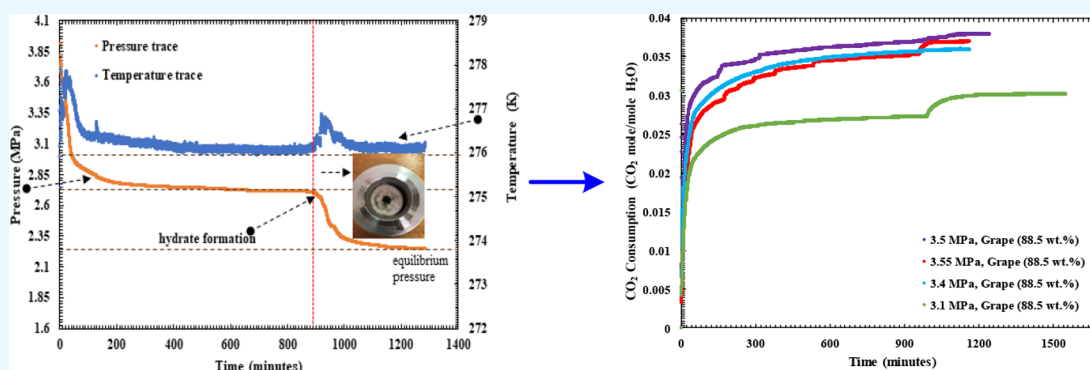 4.1
3.85
3.6
3.35
3.1
2.85
2.6
2.35
2.1
1.85
1.6
Pressure (MPa)
Pressure trace
Temperature trace
hydrate formation
equilibrium
pressure
279
278
277
276
275
274
273
272
Temperature (K)
0 200 400 600 800 1000 1200 1400
Time (minutes)
0.04
0.035
0.03
0.025
0.02
0.015
0.01
0.005
0
CO2 Consumption (CO2 mole/mole H2O)
3.5 MPa, Grape (88.5 wt.%)
3.55 MPa, Grape (88.5 wt.%)
3.4 MPa, Grape (88.5 wt.%)
3.1 MPa, Grape (88.5 wt.%)
0 300 600 900 1200 1500
Time (minutes)